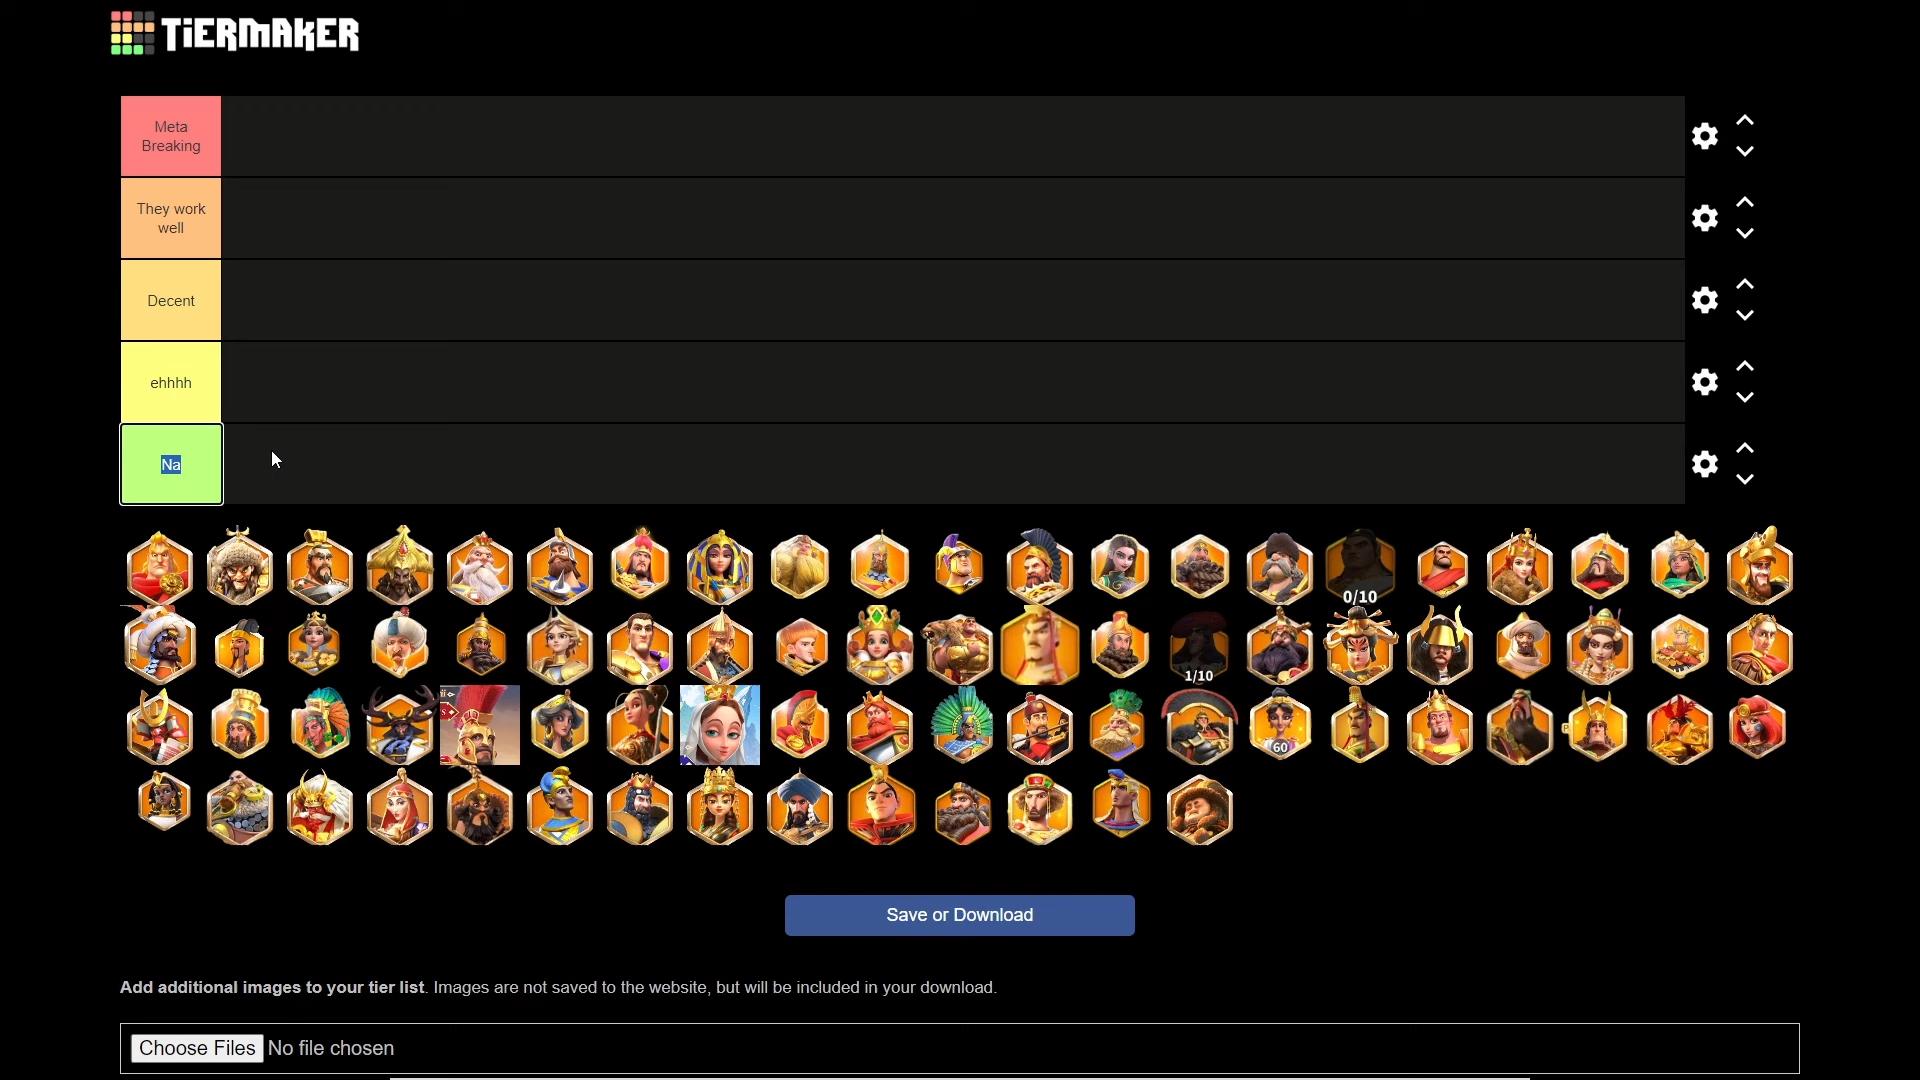 TiERMAKER
Meta
Breaking
They work
well
Decent
ehhhh
Na
0/10
1/10
60
Save or Download
Add additional images to your tier list. Images are not saved to the website, but will be included in your download.
Choose Files No file chosen